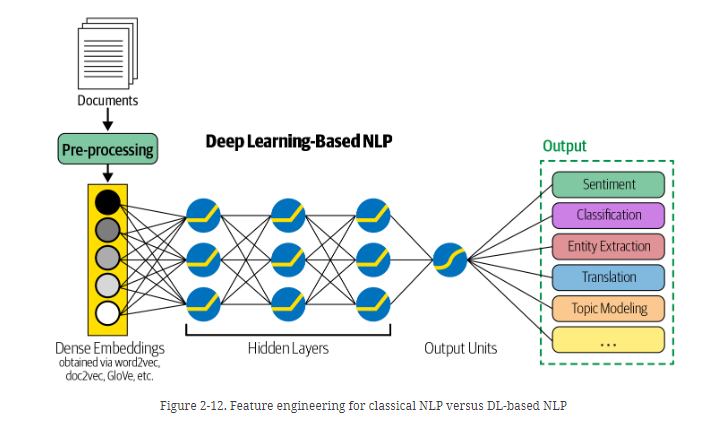 Documents
Pre-processing
Deep Learning-Based NLP
Output
Sentiment
Classification
Entity Extraction
Translation
Topic Modeling
...
Dense Embeddings
obtained via word2vec,
doc2vec, GloVe, etc.
Hidden Layers
Output Units
Figure 2-12. Feature engineering for classical NLP versus DL-based NLP